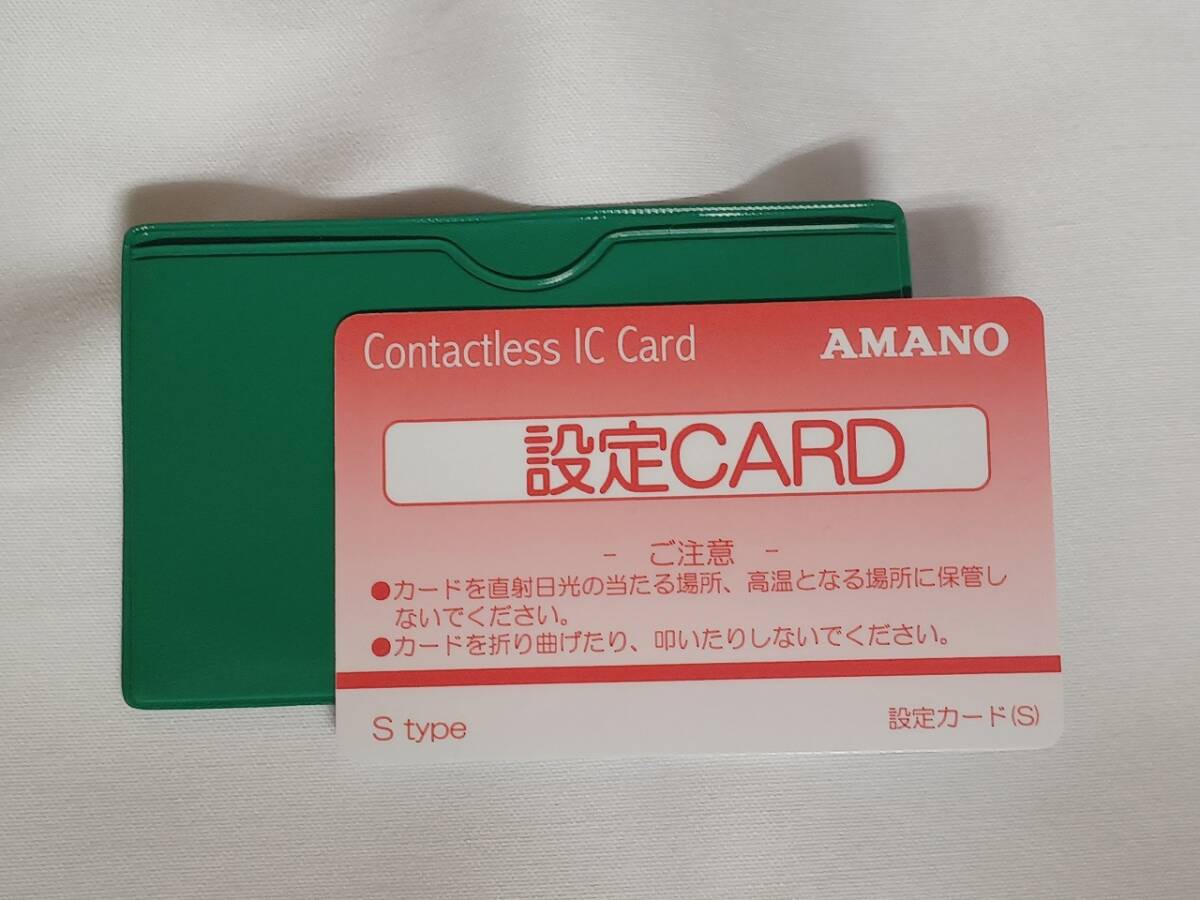 Contactless IC Card AMANO
設定CARD
- ご注意 -
●カードを直射日光の当たる場所、高温となる場所に保管し
ないでください。
●カードを折り曲げたり、叩いたりしないでください。
S type 設定カード(S)